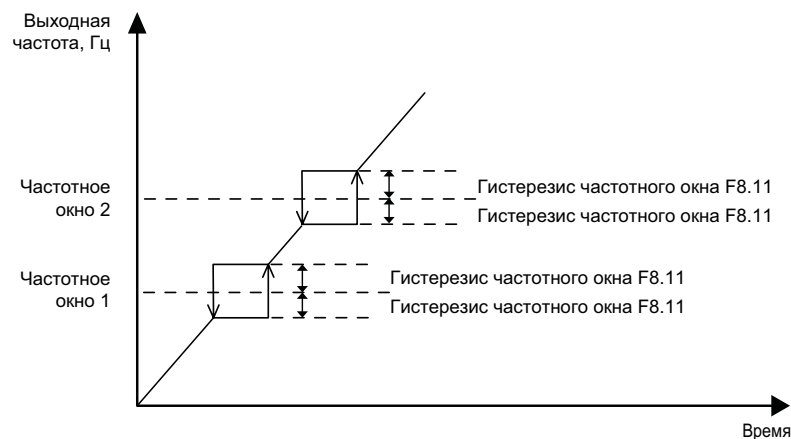 Выходная
частота, Гц
Частотное
окно 2
Гистерезис частотного окна F8.11
Гистерезис частотного окна F8.11
Частотное
окно 1
Гистерезис частотного окна F8.11
Гистерезис частотного окна F8.11
Время